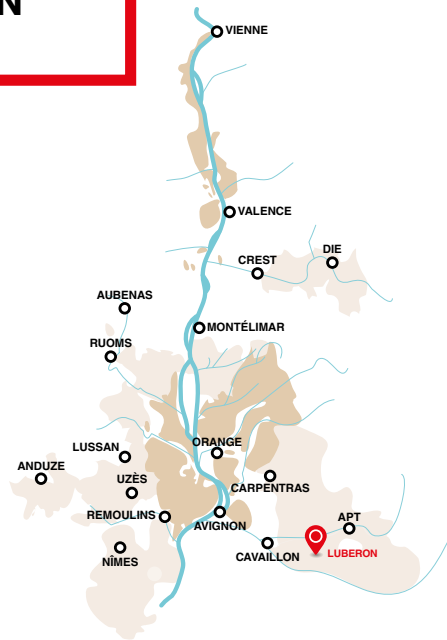 N
VIENNE
VALENCE
DIE
CREST
AUBENAS
MONTÉLIMAR
RUOMS
ORANGE
LUSSAN
ANDUZE
UZÈS
CARPENTRAS
REMOULINS
AVIGNON
APT
CAVAILLON
LUBERON
NÎMES